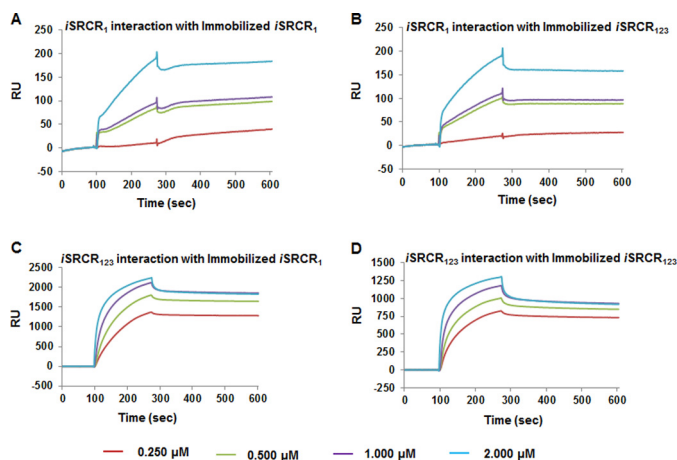 A
iSRCR1 interaction with Immobilized iSRCR1
RU
250
200
150
100
50
0
-50
0 100 200 300 400 500 600
Time (sec)
B
iSRCR1 interaction with Immobilized iSRCR123
RU
250
200
150
100
50
0
-50
0 100 200 300 400 500 600
Time (sec)
C
iSRCR123 interaction with Immobilized iSRCR1
RU
2500
2000
1500
1000
500
0
-500
0 100 200 300 400 500 600
Time (sec)
D
iSRCR123 interaction with Immobilized iSRCR123
RU
1500
1250
1000
750
500
250
0
-250
0 100 200 300 400 500 600
Time (sec)
0.250 µM 0.500 µM 1.000 µM 2.000 µM